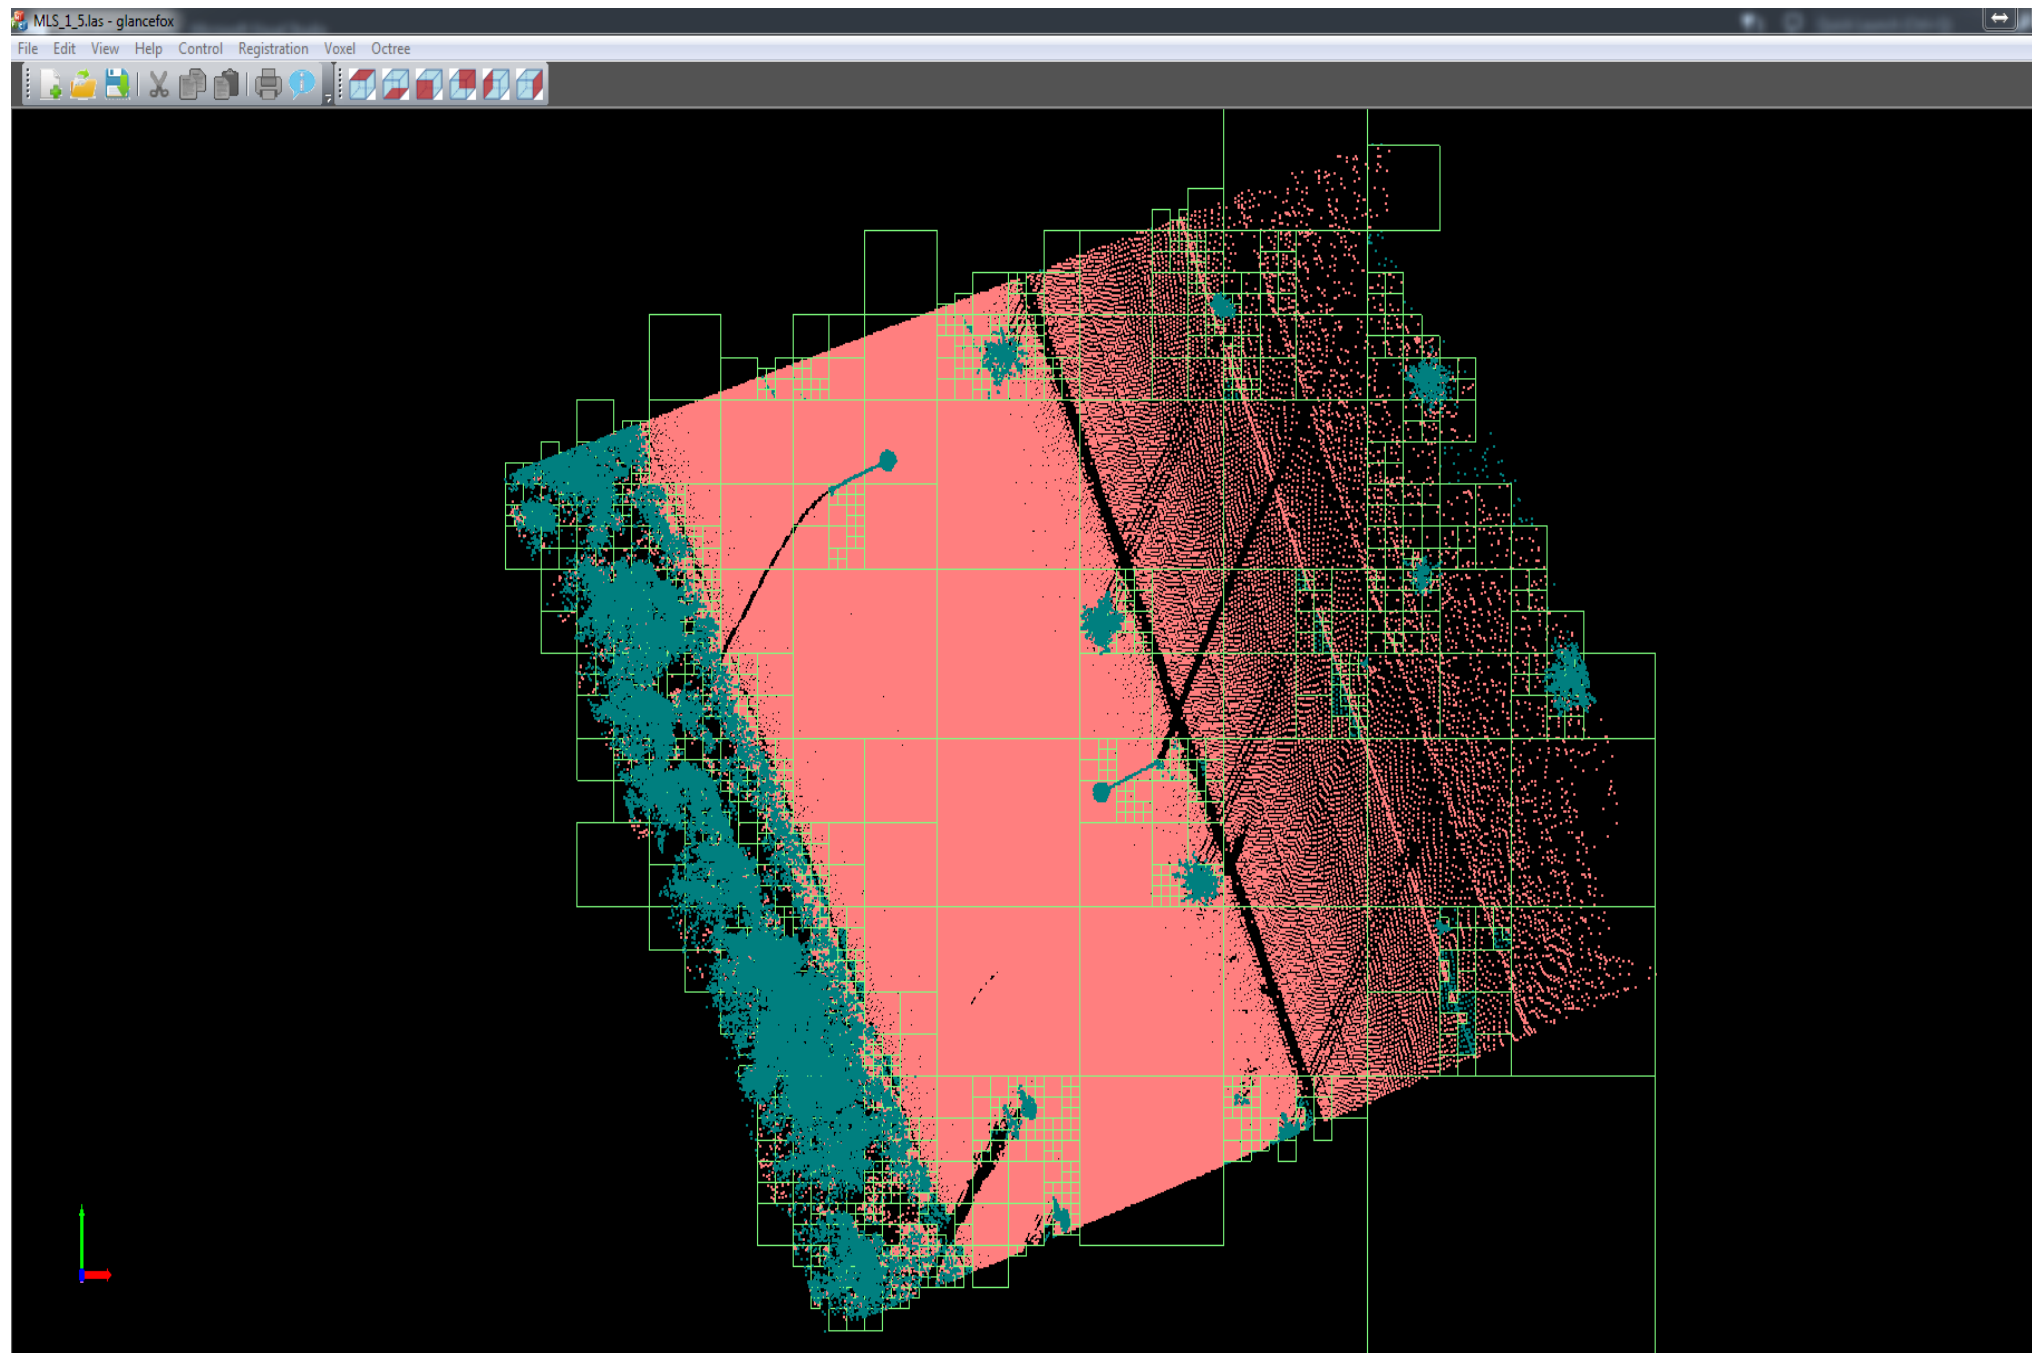 MLS_1_5.las - glancefox
File Edit View Help Control Registration Voxel Octree